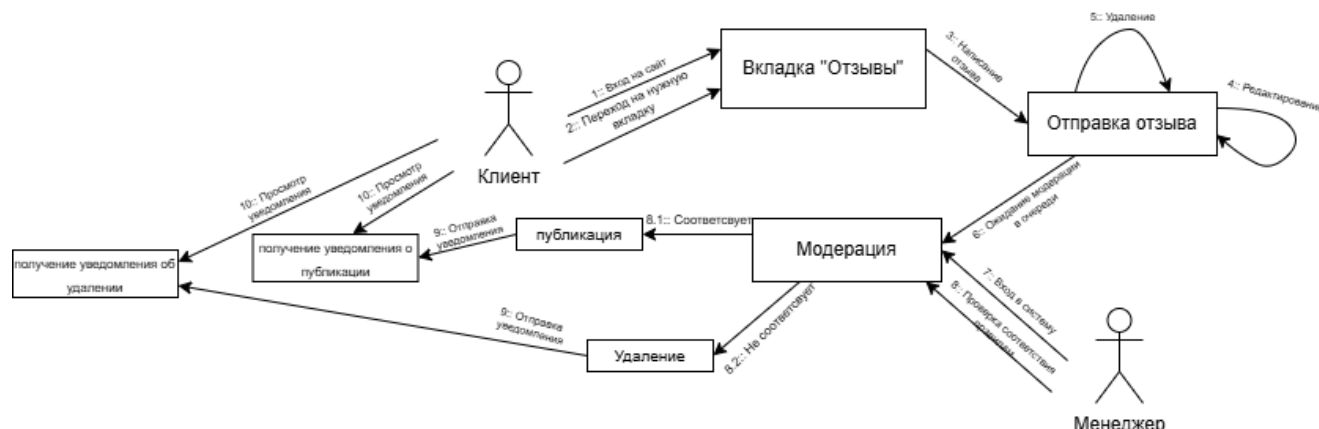 5:: Удаление
Вкладка "Отзывы"
3:: Написание
отзыва
4:: Редактирование
Отправка отзыва
1:: Вход на сайт
2:: Переход на нужную
вкладку
Клиент
10:: Просмотр
уведомления
10:: Просмотр
уведомления
6:: Ожидание модерации
в очереди
8.1:: Соответсвует
публикация
9:: Отправка
уведомления
Модерация
получение уведомления о
публикации
получение уведомления об
удалении
7:: Вход в систему
8:: Проверка соответствия
правилам
9:: Отправка
уведомления
8.2:: Не соответсвует
Удаление
Менеджер